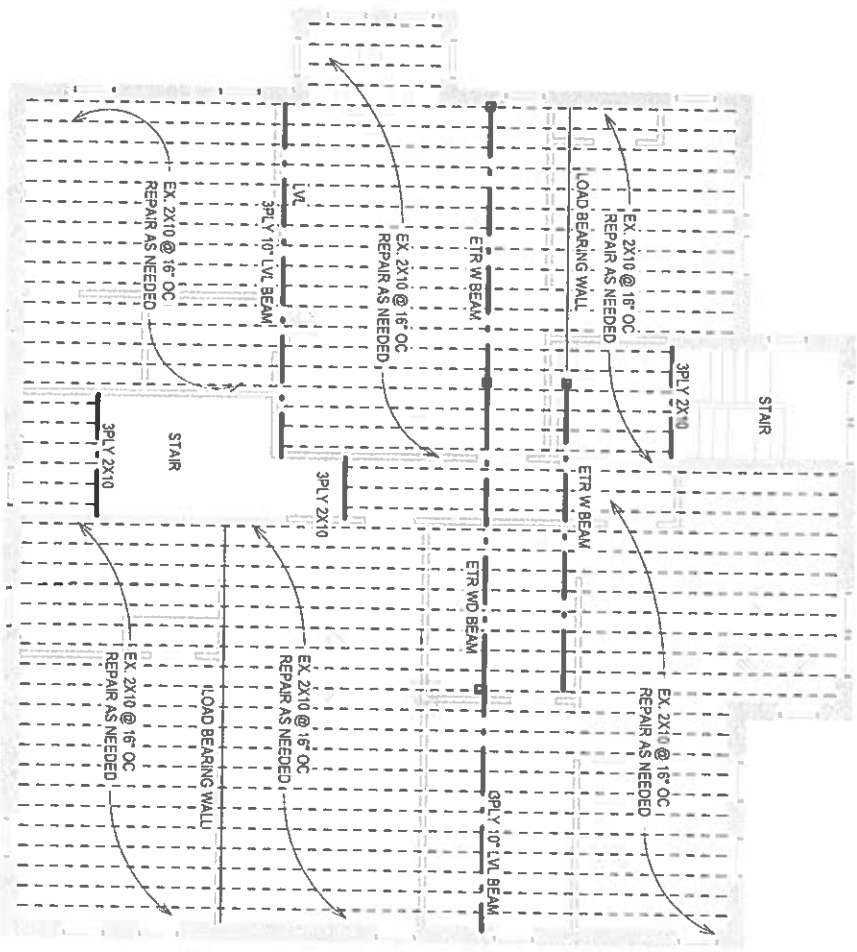 EX. 2X10 @ 16" OC
REPAIR AS NEEDED
LVL
3PLY 10" LVL BEAM
EX. 2X10 @ 16" OC
REPAIR AS NEEDED
ETR W BEAM
LOAD BEARING WALL
EX. 2X10 @ 16" OC
REPAIR AS NEEDED
3PLY 2X10
STAIR
3PLY 2X10
STAIR
3PLY 2X10
ETR W BEAM
ETR WD BEAM
EX. 2X10 @ 16" OC
REPAIR AS NEEDED
LOAD BEARING WALL
EX. 2X10 @ 16" OC
REPAIR AS NEEDED
3PLY 10" LVL BEAM
EX. 2X10 @ 16" OC
REPAIR AS NEEDED